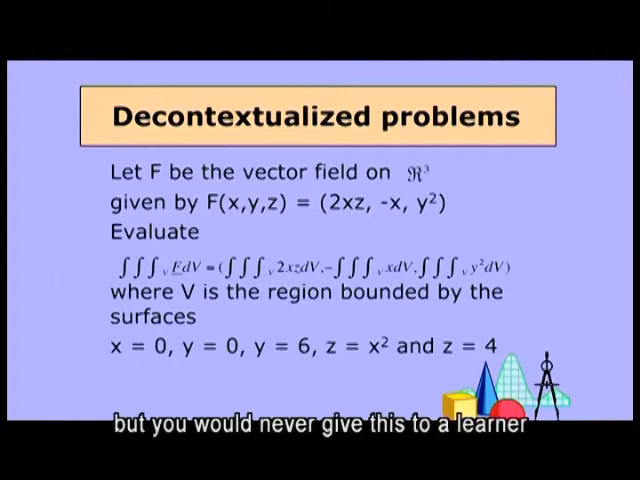 Decontextualized problems
Let F be the vector field on ℜ³
given by F(x,y,z) = (2xz, -x, y²)
Evaluate
∫∫∫ᵥ F dV = (∫∫∫ᵥ 2xzdV, -∫∫∫ᵥ xdV, ∫∫∫ᵥ y²dV)
where V is the region bounded by the
surfaces
x = 0, y = 0, y = 6, z = x² and z = 4
but you would never give this to a learner